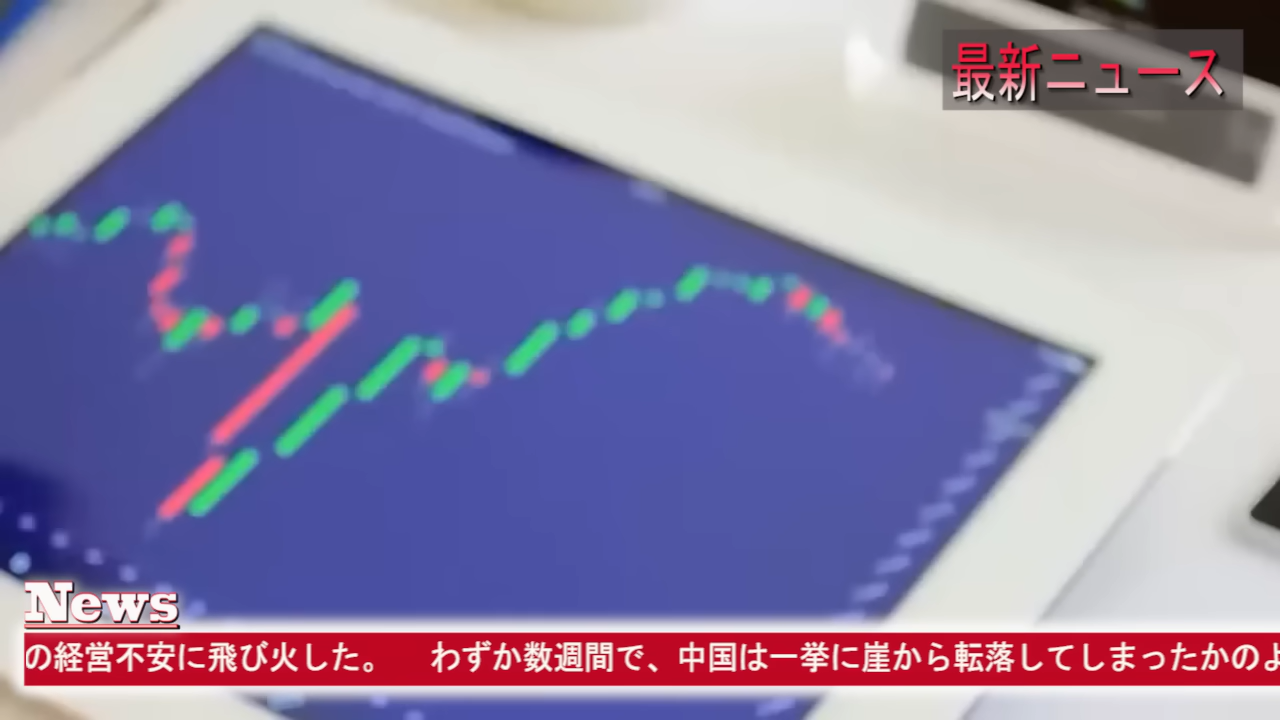 最新ニュース
News
の経営不安に飛び火した。　わずか数週間で、中国は一挙に崖から転落してしまったかのよ